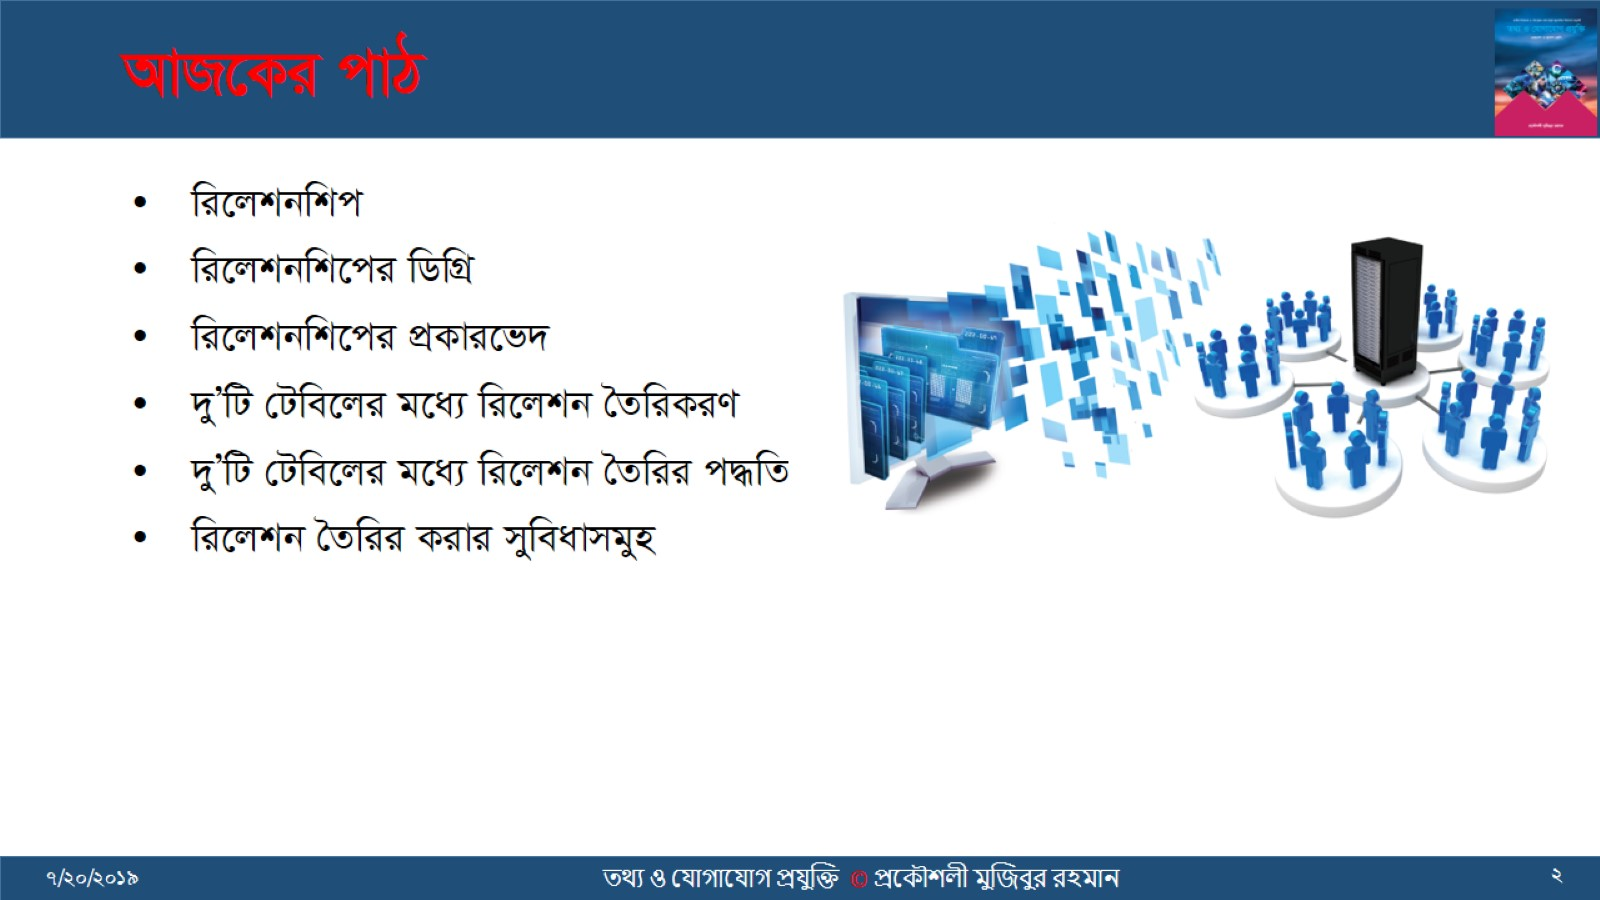 আজকের পাঠ
• রিলেশনশিপ
• রিলেশনশিপের ডিগ্রি
• রিলেশনশিপের প্রকারভেদ
• দু’টি টেবিলের মধ্যে রিলেশন তৈরিকরণ
• দু’টি টেবিলের মধ্যে রিলেশন তৈরির পদ্ধতি
• রিলেশন তৈরির করার সুবিধাসমুহ
৭/২০/২০১৯
তথ্য ও যোগাযোগ প্রযুক্তি © প্রকৌশলী মুজিবুর রহমান
২